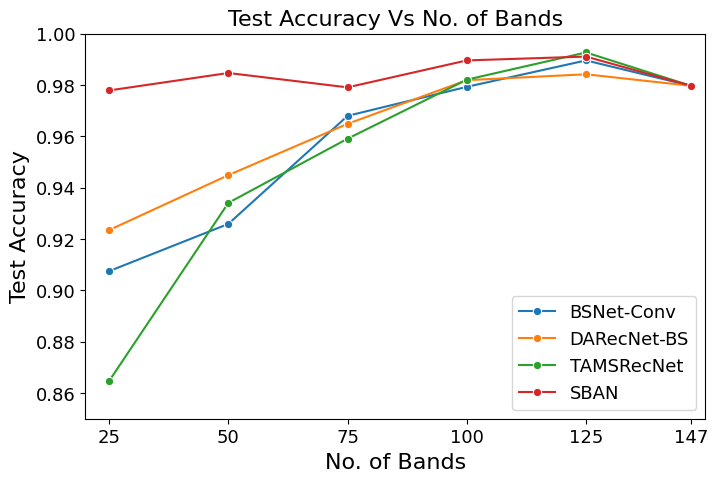 Test Accuracy Vs No. of Bands
Test Accuracy
1.00
0.98
0.96
0.94
0.92
0.90
0.88
0.86
BSNet-Conv
DARecNet-BS
TAMSRecNet
SBAN
25 50 75 100 125 147
No. of Bands